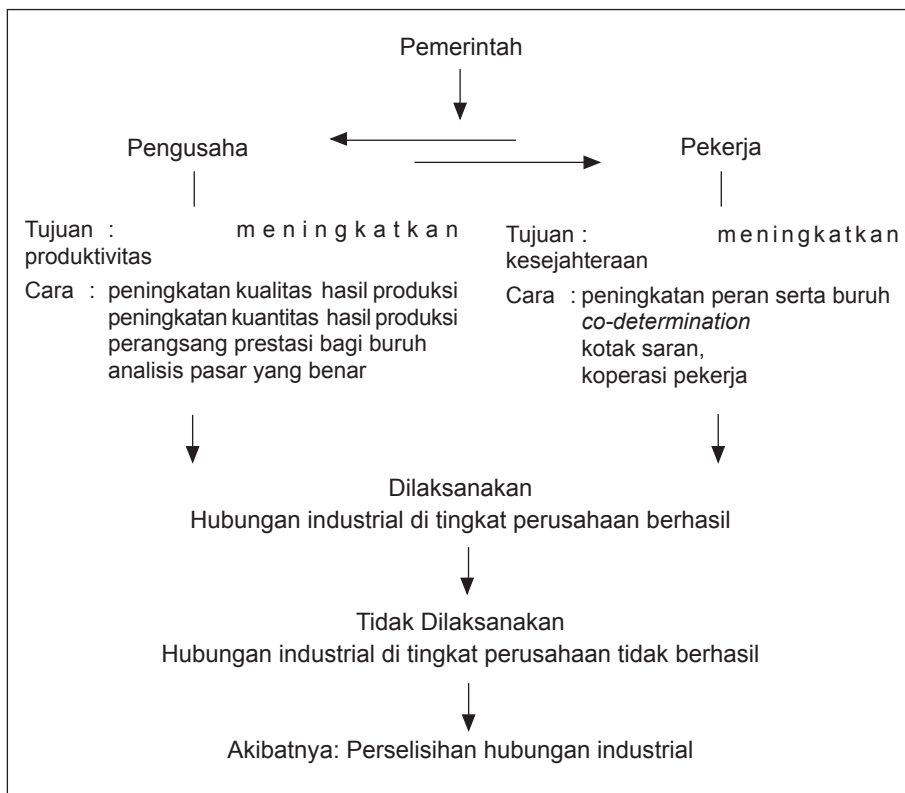 Pemerintah
Pengusaha
Pekerja
Tujuan : meningkatkan
produktivitas
Cara : peningkatan kualitas hasil produksi
peningkatan kuantitas hasil produksi
perangsang prestasi bagi buruh
analisis pasar yang benar
Tujuan : meningkatkan
kesejahteraan
Cara : peningkatan peran serta buruh
co-determination
kotak saran,
koperasi pekerja
Dilaksanakan
Hubungan industrial di tingkat perusahaan berhasil
Tidak Dilaksanakan
Hubungan industrial di tingkat perusahaan tidak berhasil
Akibatnya: Perselisihan hubungan industrial